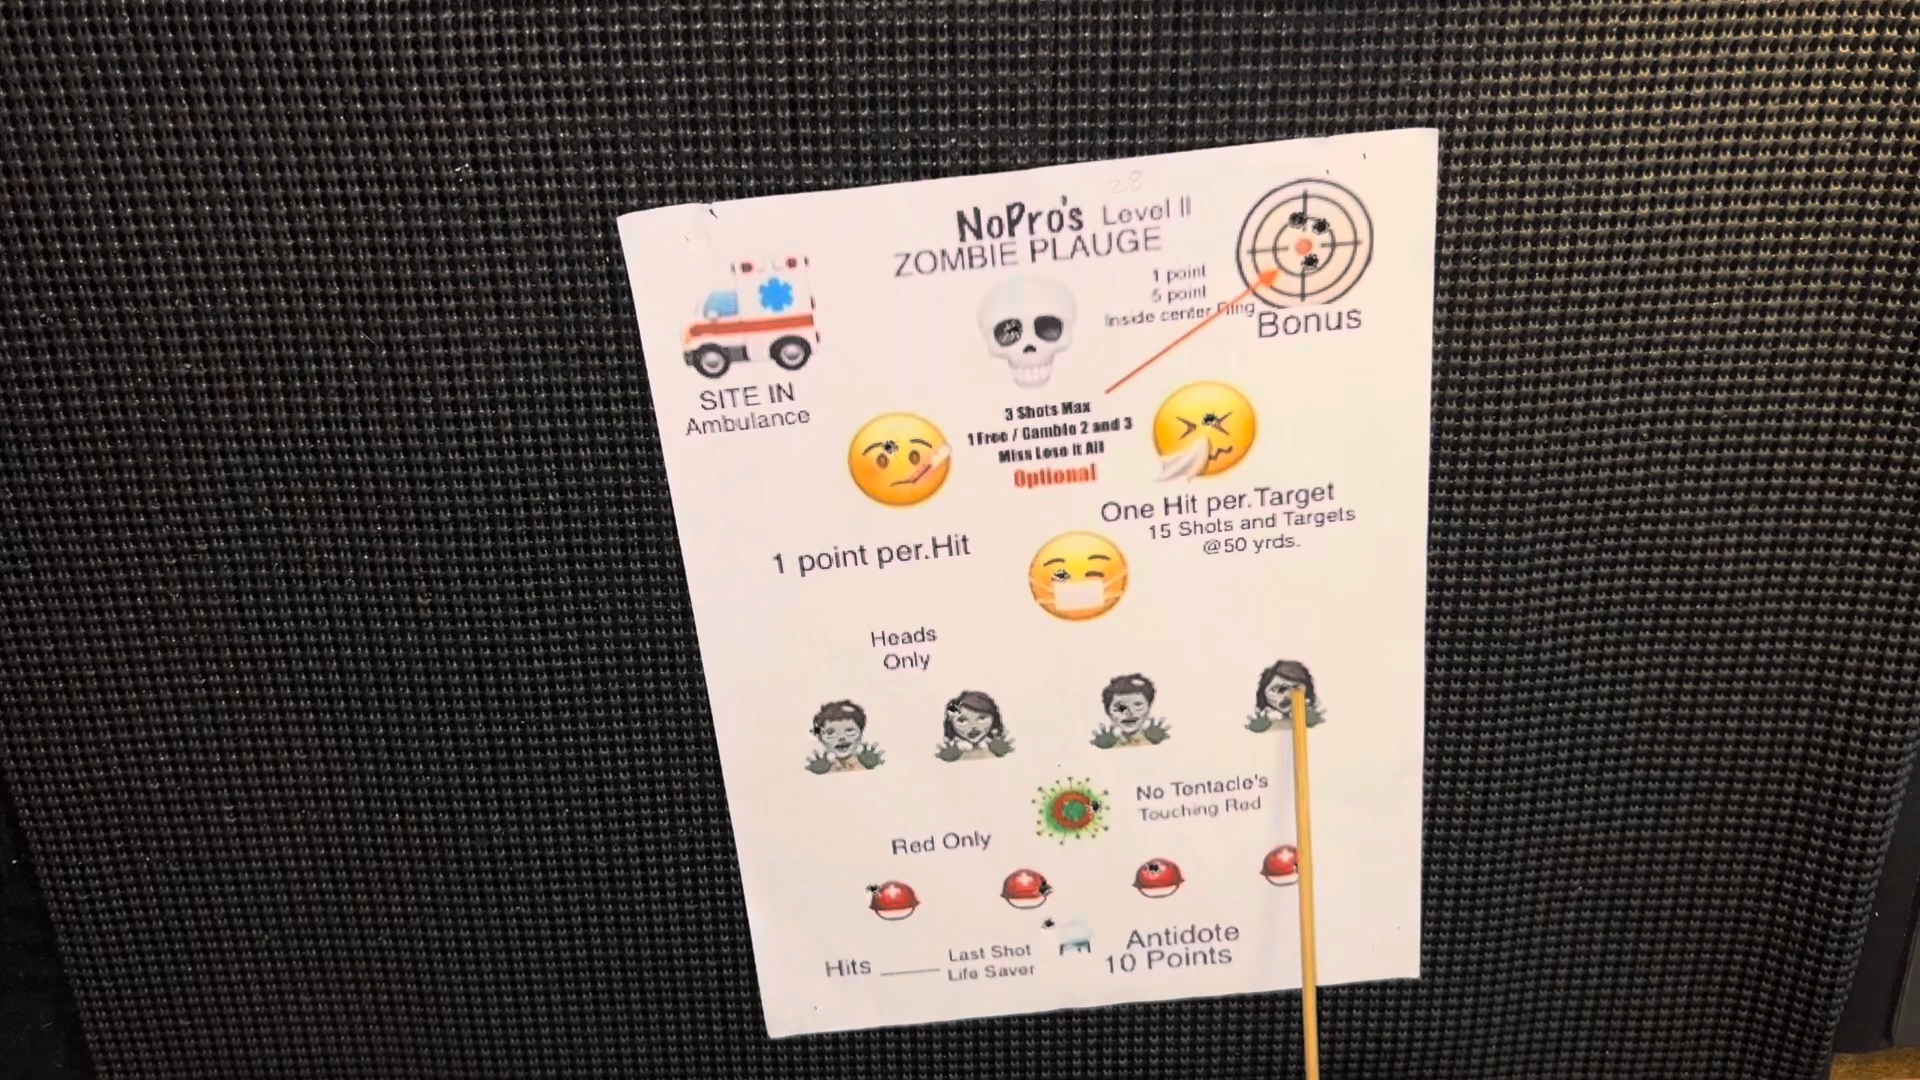 28
NoPro's Level II
ZOMBIE PLAUGE
1 point
5 point
Inside center Ring
Bonus
SITE IN
Ambulance
3 Shots Max
1 Free / Gamble 2 and 3
Miss Lose It All
Optional
One Hit per.Target
15 Shots and Targets
@50 yrds.
1 point per.Hit
Heads
Only
No Tentacle's
Touching Red
Red Only
Hits ____ Last Shot
Life Saver
Antidote
10 Points